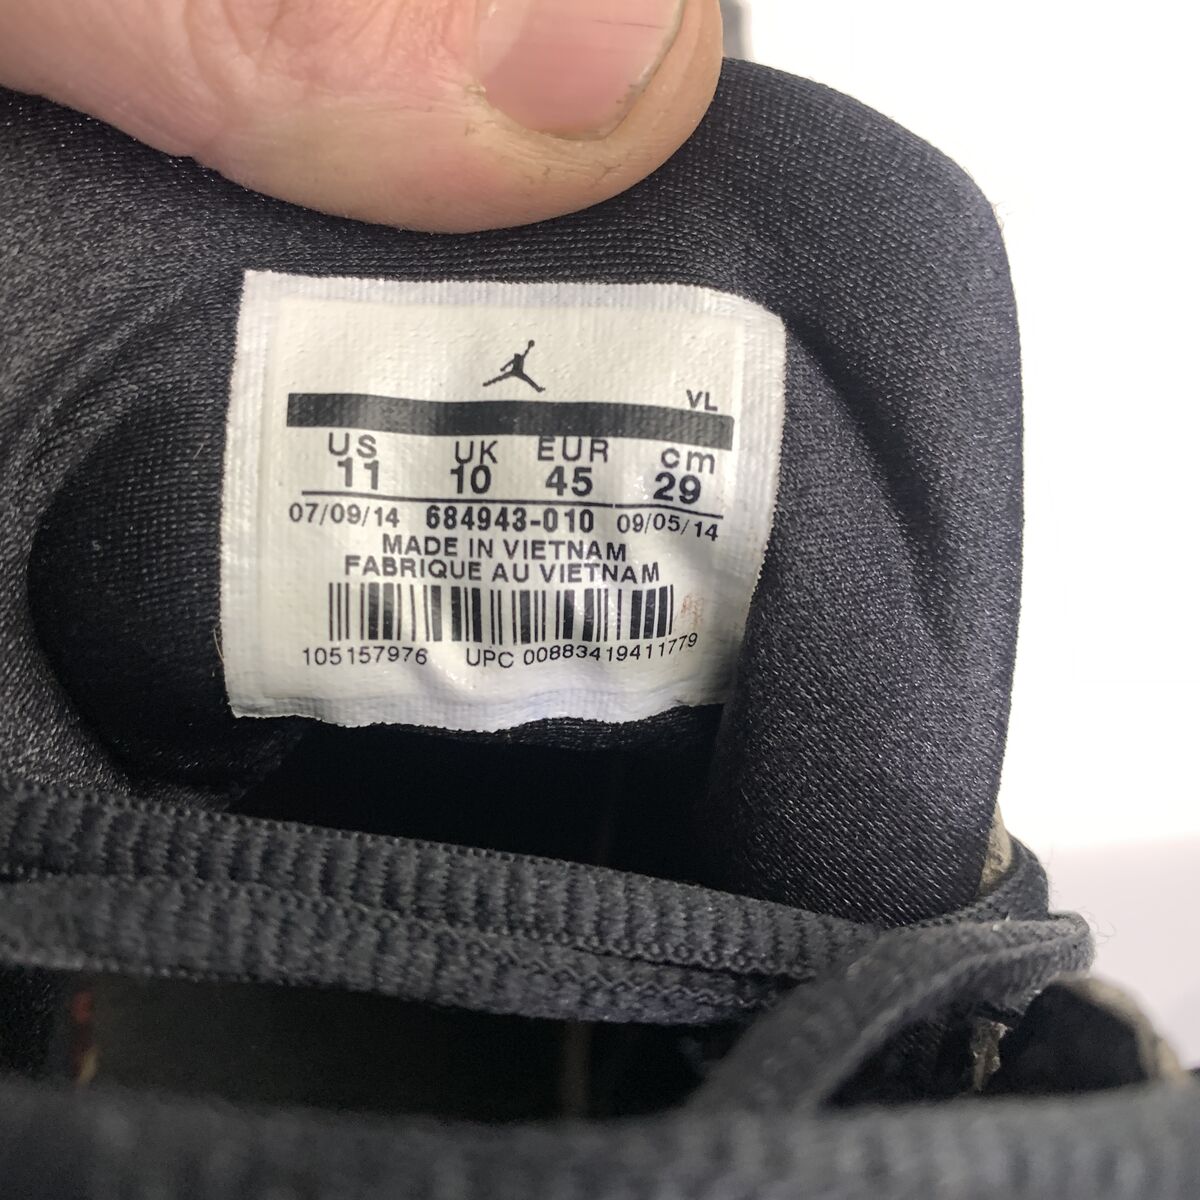 VL
US UK EUR cm
11 10 45 29
07/09/14 684943-010 09/05/14
MADE IN VIETNAM
FABRIQUE AU VIETNAM
105157976 UPC 00883419411779